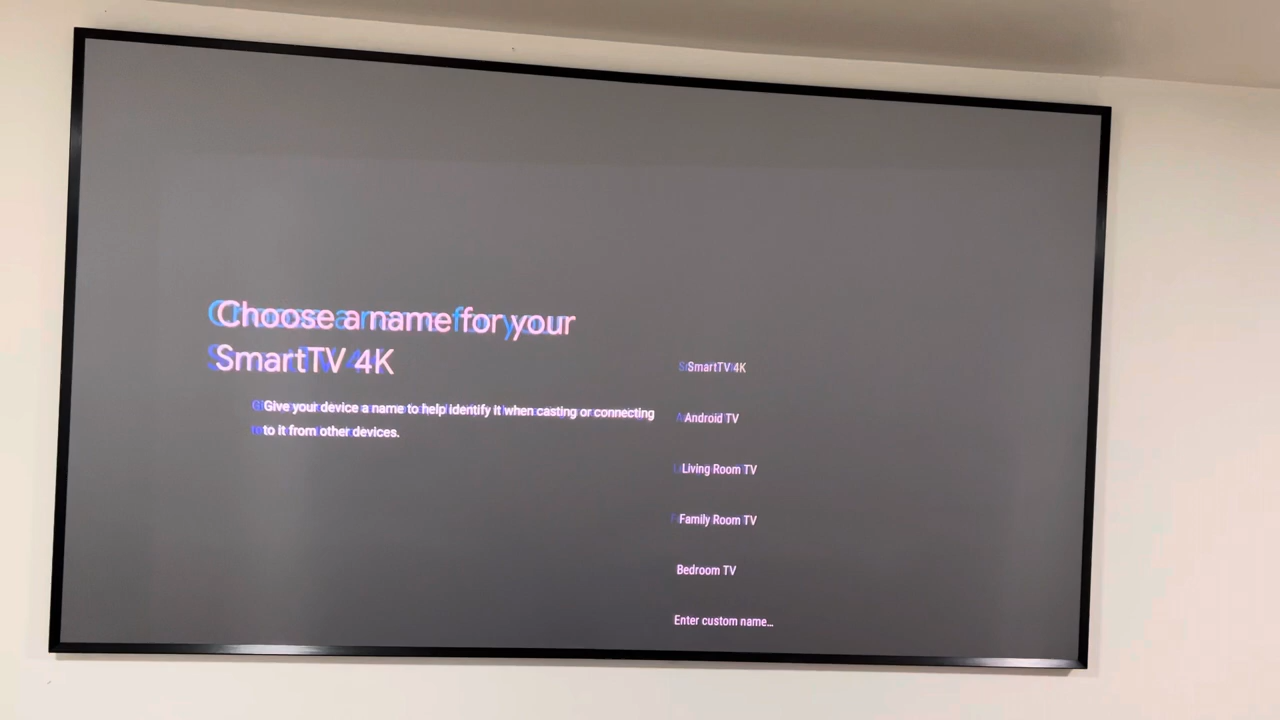 Choose a name for your
SmartTV 4K
Give your device a name to help identify it when casting or connecting
to it from other devices.
SmartTV 4K
Android TV
Living Room TV
Family Room TV
Bedroom TV
Enter custom name...